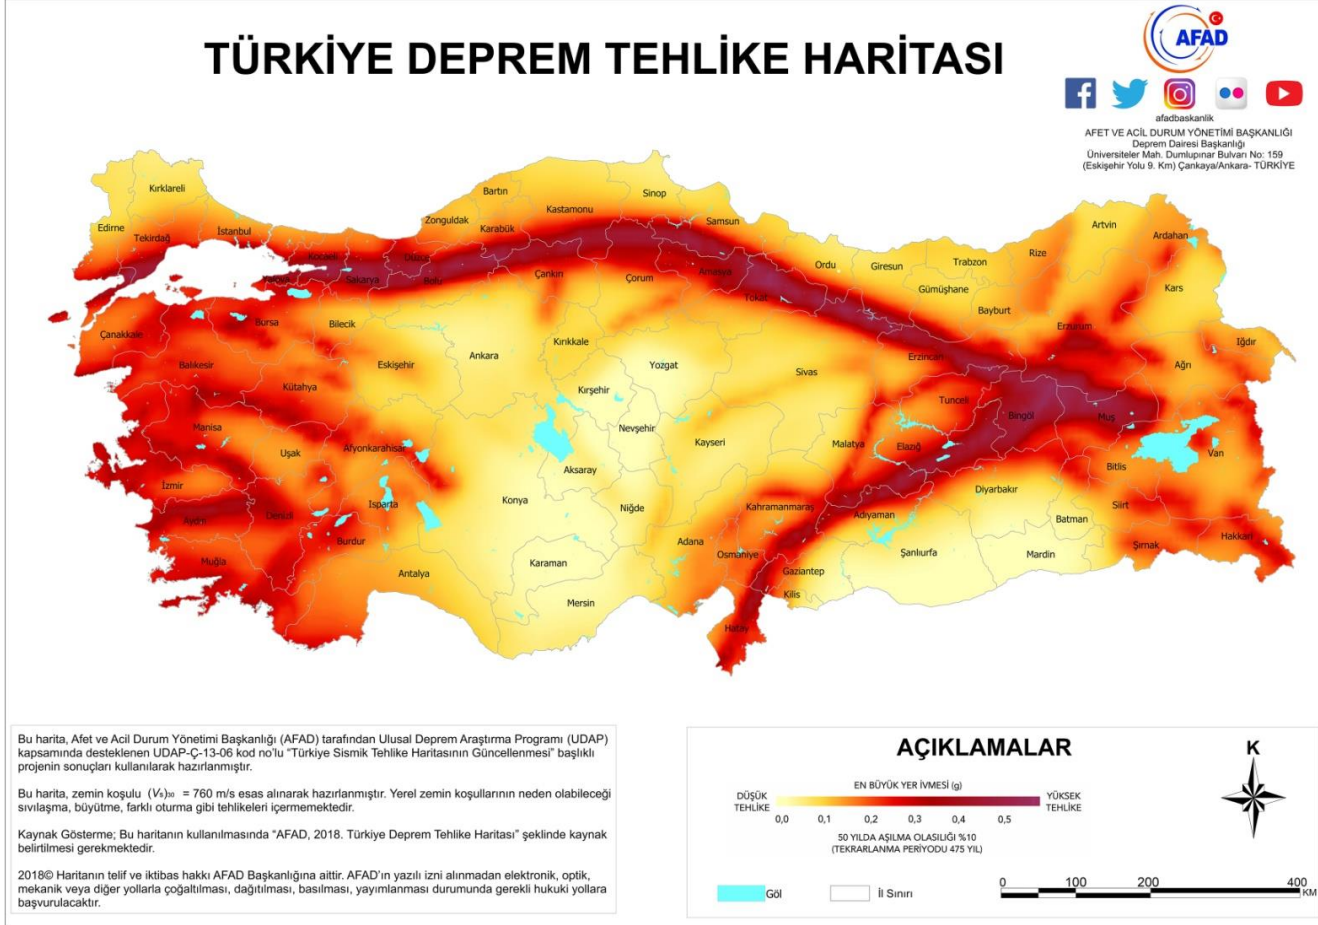 TÜRKİYE DEPREM TEHLİKE HARİTASI
AFAD
afadbaskanlik
AFET VE ACİL DURUM YÖNETİMİ BAŞKANLIĞI
Deprem Dairesi Başkanlığı
Üniversiteler Mah. Dumlupınar Bulvarı No: 159
(Eskişehir Yolu 9. Km) Çankaya/Ankara- TÜRKİYE
Kırklareli
Edirne
Tekirdağ
İstanbul
Kocaeli
Yalova
Sakarya
Düzce
Bolu
Zonguldak
Bartın
Karabük
Kastamonu
Sinop
Samsun
Çankırı
Çorum
Amasya
Tokat
Ordu
Giresun
Trabzon
Gümüşhane
Bayburt
Rize
Artvin
Ardahan
Kars
Iğdır
Ağrı
Erzurum
Erzincan
Çanakkale
Balıkesir
Bursa
Bilecik
Eskişehir
Kütahya
Ankara
Kırıkkale
Kırşehir
Yozgat
Sivas
Nevşehir
Kayseri
Malatya
Tunceli
Elazığ
Bingöl
Muş
Bitlis
Van
Manisa
Uşak
Afyonkarahisar
İzmir
Aydın
Denizli
Isparta
Burdur
Muğla
Antalya
Konya
Aksaray
Niğde
Karaman
Mersin
Adana
Osmaniye
Kahramanmaraş
Gaziantep
Kilis
Hatay
Adıyaman
Şanlıurfa
Diyarbakır
Batman
Mardin
Siirt
Şırnak
Hakkari
Bu harita, Afet ve Acil Durum Yönetimi Başkanlığı (AFAD) tarafından Ulusal Deprem Araştırma Programı (UDAP)
kapsamında desteklenen UDAP-Ç-13-06 kod no'lu “Türkiye Sismik Tehlike Haritasının Güncellenmesi” başlıklı
projenin sonuçları kullanılarak hazırlanmıştır.
Bu harita, zemin koşulu (Vs)30 = 760 m/s esas alınarak hazırlanmıştır. Yerel zemin koşullarının neden olabileceği
sıvılaşma, büyütme, farklı oturma gibi tehlikeleri içermemektedir.
Kaynak Gösterme; Bu haritanın kullanılmasında “AFAD, 2018. Türkiye Deprem Tehlike Haritası” şeklinde kaynak
belirtilmesi gerekmektedir.
2018© Haritanın telif ve iktibas hakkı AFAD Başkanlığına aittir. AFAD'ın yazılı izni alınmadan elektronik, optik,
mekanik veya diğer yollarla çoğaltılması, dağıtılması, basılması, yayımlanması durumunda gerekli hukuki yollara
başvurulacaktır.
AÇIKLAMALAR
EN BÜYÜK YER İVMESİ (g)
DÜŞÜK
TEHLİKE
YÜKSEK
TEHLİKE
0,0 0,1 0,2 0,3 0,4 0,5
50 YILDA AŞILMA OLASILIĞI %10
(TEKRARLANMA PERİYODU 475 YIL)
Göl
İl Sınırı
K
0 100 200 400
KM